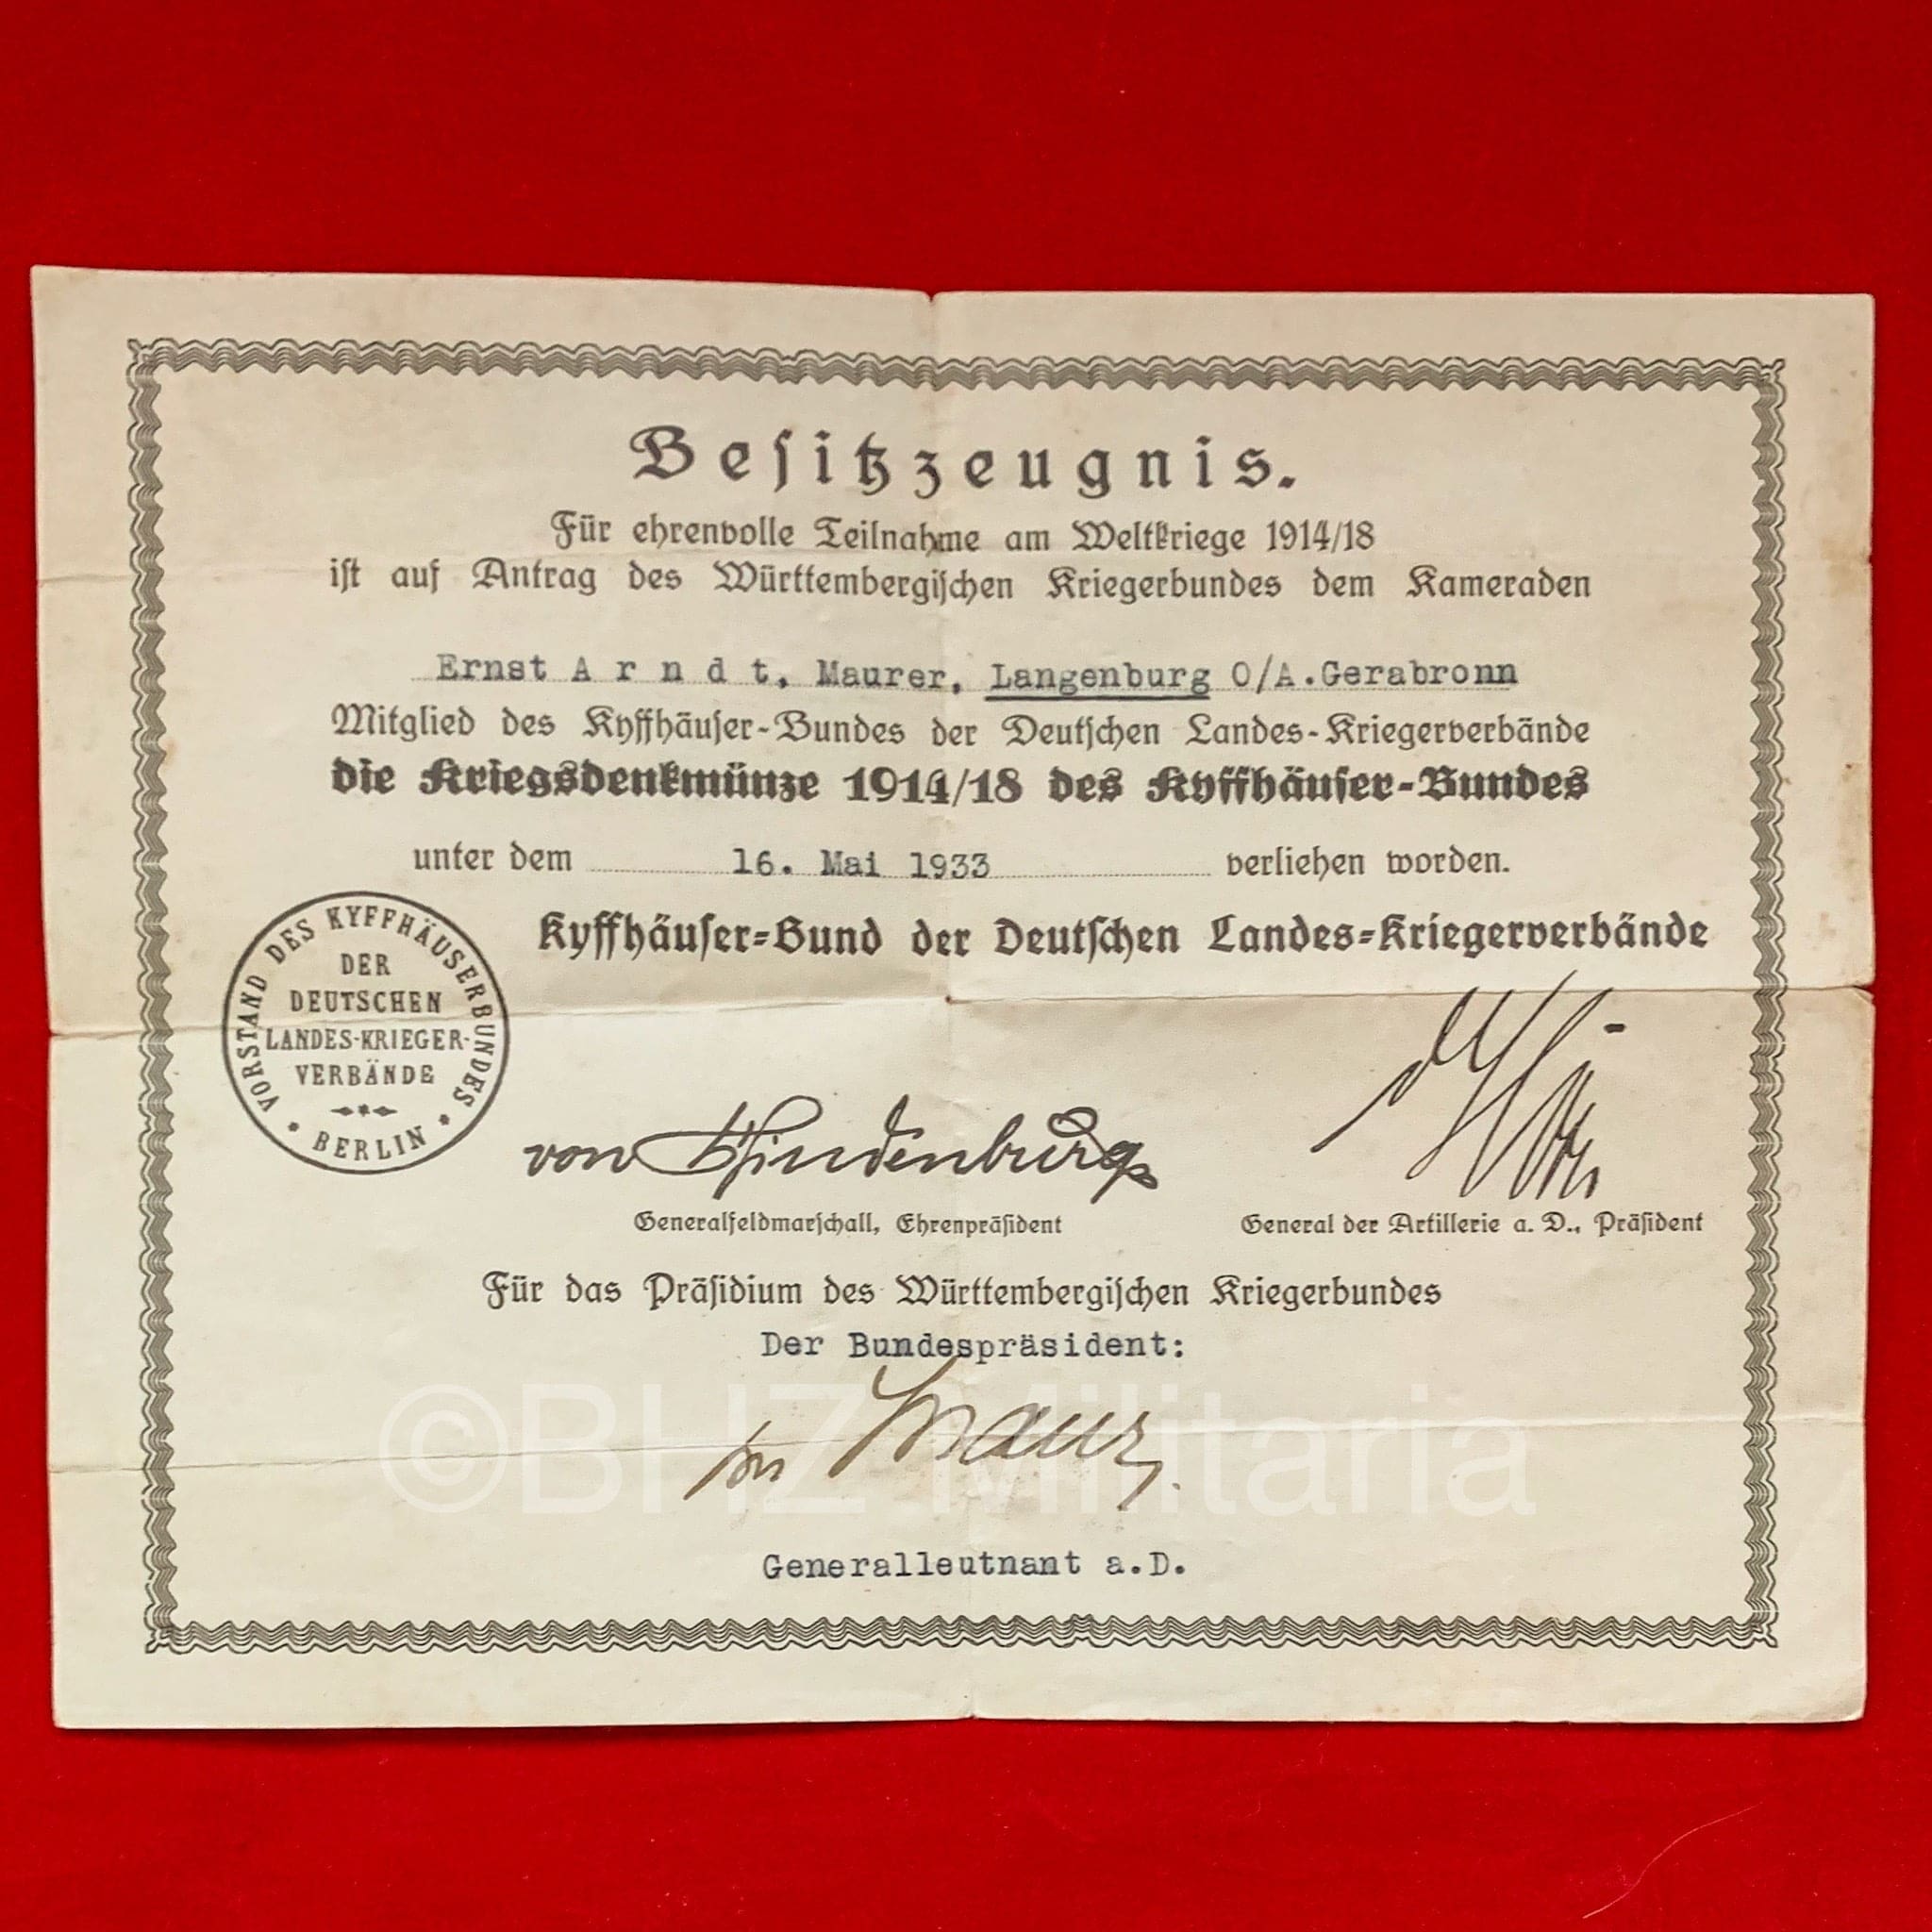 Besitzzeugnis.
Für ehrenvolle Teilnahme am Weltkriege 1914/18
ist auf Antrag des Württembergischen Kriegerbundes dem Kameraden
Ernst Arndt, Maurer, Langenburg O/A.Gerabronn
Mitglied des Kyffhäuser-Bundes der Deutschen Landes-Kriegerverbände
die Kriegsdenkmünze 1914/18 des Kyffhäuser-Bundes
unter dem 16. Mai 1933 verliehen worden.
Kyffhäuser-Bund der Deutschen Landes-Kriegerverbände
VORSTAND DES KYFFHÄUSERBUNDES
DER
DEUTSCHEN
LANDES-KRIEGER-
VERBÄNDE
BERLIN
von Hindenburg
Generalfeldmarschall, Ehrenpräsident
General der Artillerie a. D., Präsident
Für das Präsidium des Württembergischen Kriegerbundes
Der Bundespräsident:
©BHZ Militaria
Generalleutnant a.D.